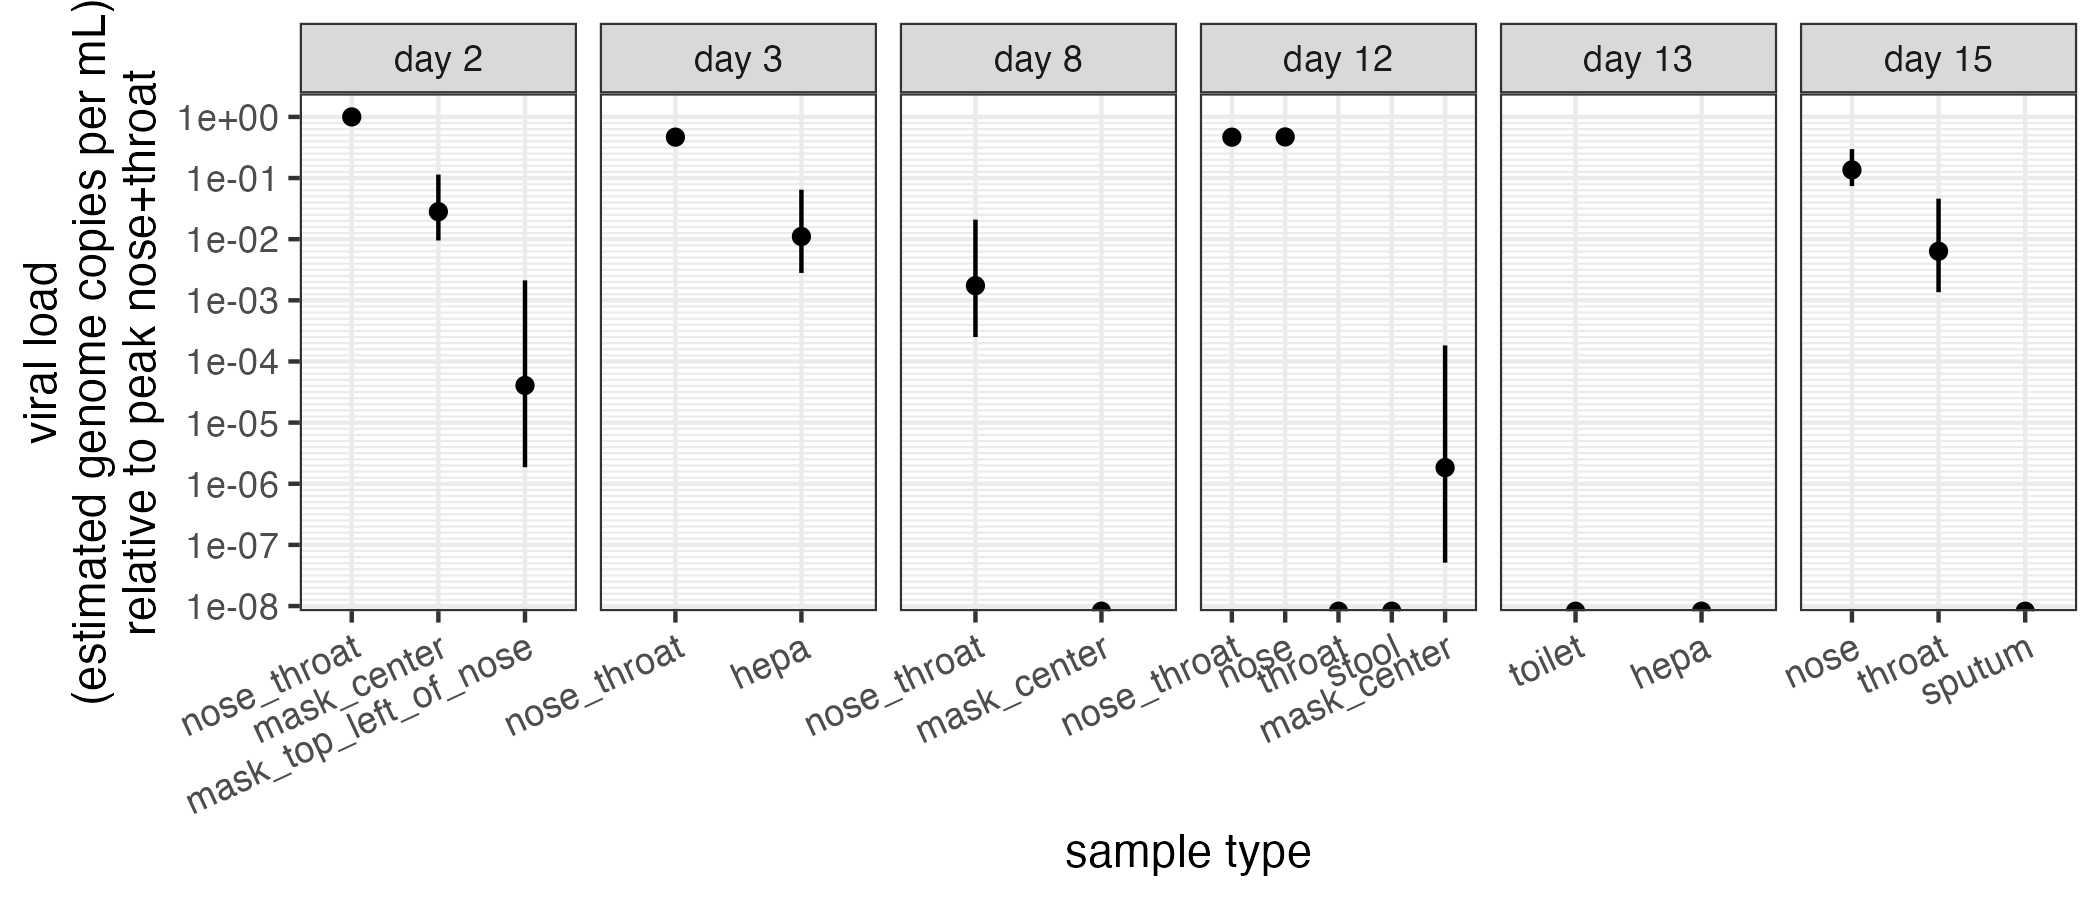 viral load
(estimated genome copies per mL)
relative to peak nose+throat
day 2
day 3
day 8
day 12
day 13
day 15
1e+00
1e-01
1e-02
1e-03
1e-04
1e-05
1e-06
1e-07
1e-08
nose_throat
mask_center
mask_top_left_of_nose
nose_throat
hepa
nose_throat
mask_center
nose_throat
nose
throat
stool
mask_center
toilet
hepa
nose
throat
sputum
sample type